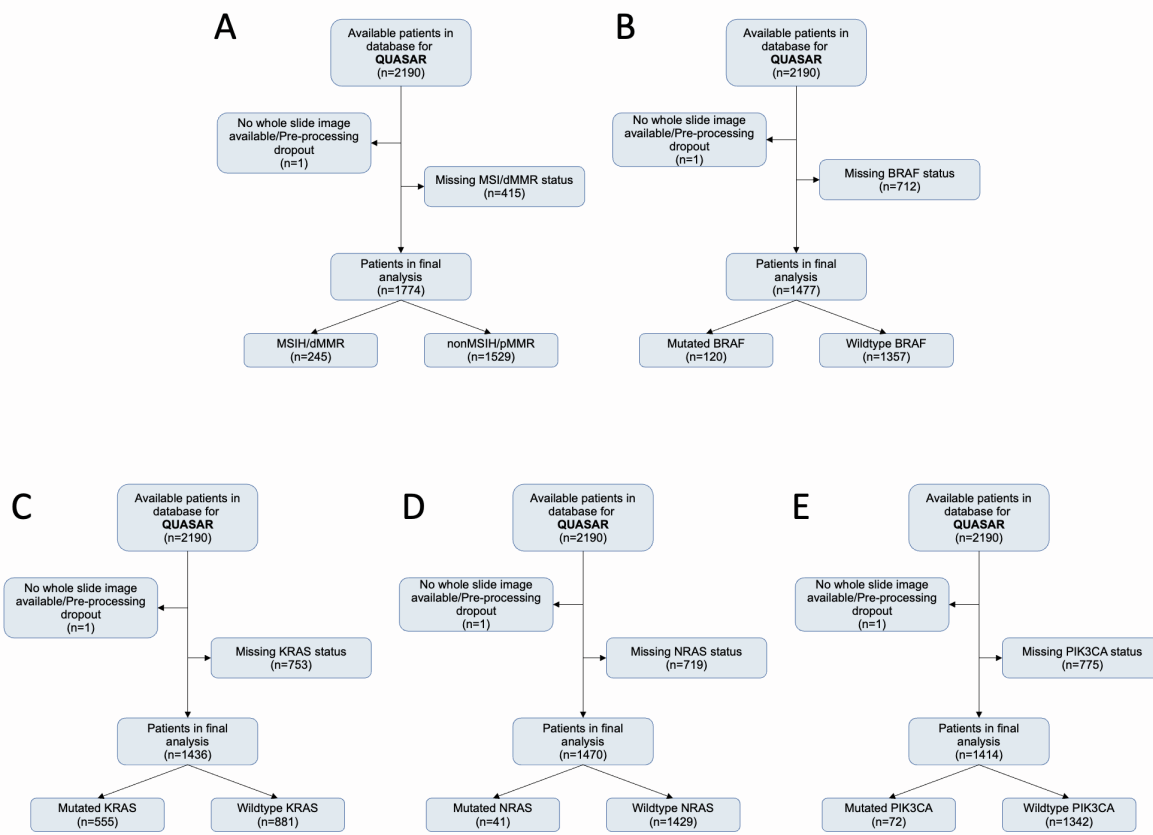 A
Available patients in
database for
QUASAR
(n=2190)
No whole slide image
available/Pre-processing
dropout
(n=1)
Missing MSI/dMMR status
(n=415)
Patients in final
analysis
(n=1774)
MSIH/dMMR
(n=245)
nonMSIH/pMMR
(n=1529)
B
Available patients in
database for
QUASAR
(n=2190)
No whole slide image
available/Pre-processing
dropout
(n=1)
Missing BRAF status
(n=712)
Patients in final
analysis
(n=1477)
Mutated BRAF
(n=120)
Wildtype BRAF
(n=1357)
C
Available patients in
database for
QUASAR
(n=2190)
No whole slide image
available/Pre-processing
dropout
(n=1)
Missing KRAS status
(n=753)
Patients in final
analysis
(n=1436)
Mutated KRAS
(n=555)
Wildtype KRAS
(n=881)
D
Available patients in
database for
QUASAR
(n=2190)
No whole slide image
available/Pre-processing
dropout
(n=1)
Missing NRAS status
(n=719)
Patients in final
analysis
(n=1470)
Mutated NRAS
(n=41)
Wildtype NRAS
(n=1429)
E
Available patients in
database for
QUASAR
(n=2190)
No whole slide image
available/Pre-processing
dropout
(n=1)
Missing PIK3CA status
(n=775)
Patients in final
analysis
(n=1414)
Mutated PIK3CA
(n=72)
Wildtype PIK3CA
(n=1342)